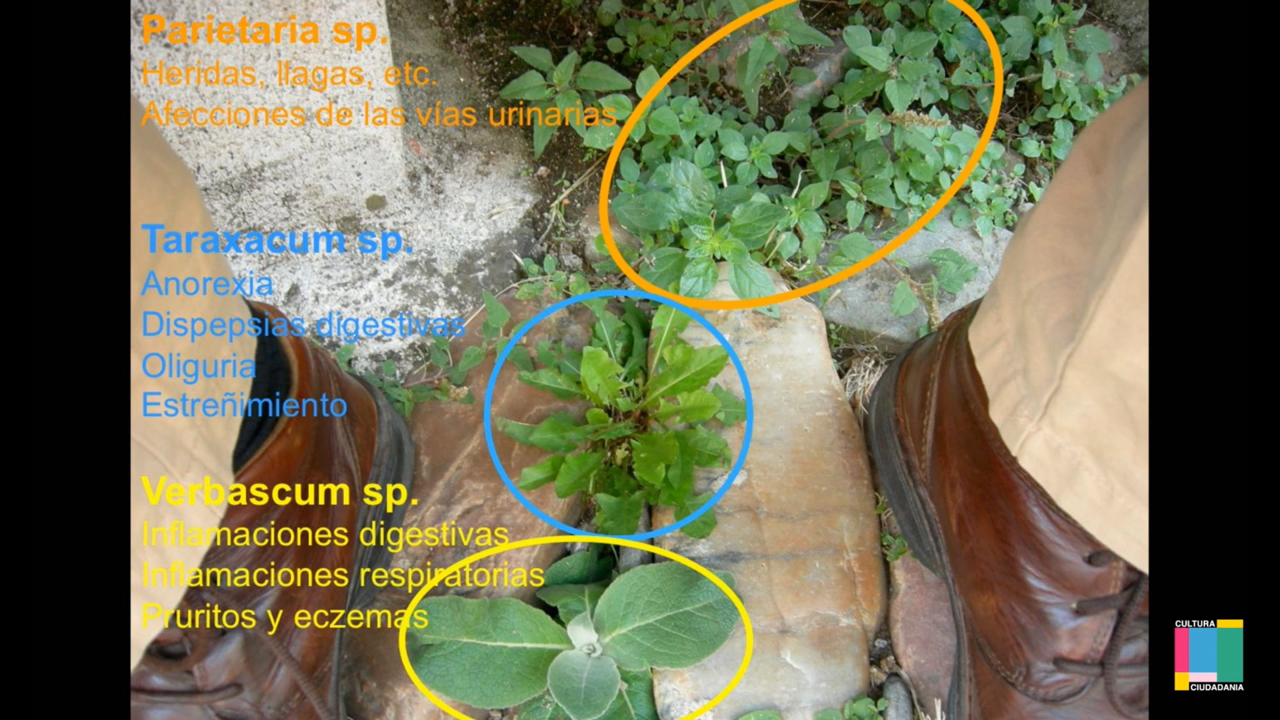 Parietaria sp.
Heridas, llagas, etc.
Afecciones de las vías urinarias
Taraxacum sp.
Anorexia
Dispepsias digestivas
Oliguria
Estreñimiento
Verbascum sp.
Inflamaciones digestivas
Inflamaciones respiratorias
Pruritos y eczemas
CULTURA
CIUDADANIA